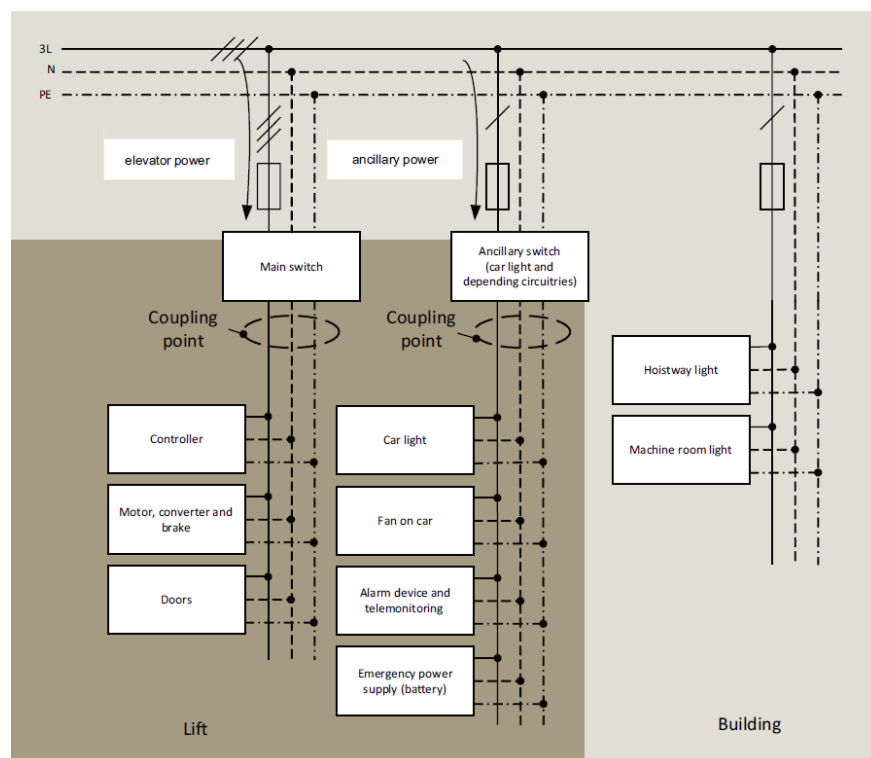 3L
N
PE
elevator power
ancillary power
Main switch
Ancillary switch
(car light and
depending circuitries)
Coupling
point
Coupling
point
Hoistway light
Machine room light
Controller
Car light
Motor, converter and
brake
Fan on car
Doors
Alarm device and
telemonitoring
Emergency power
supply (battery)
Lift
Building